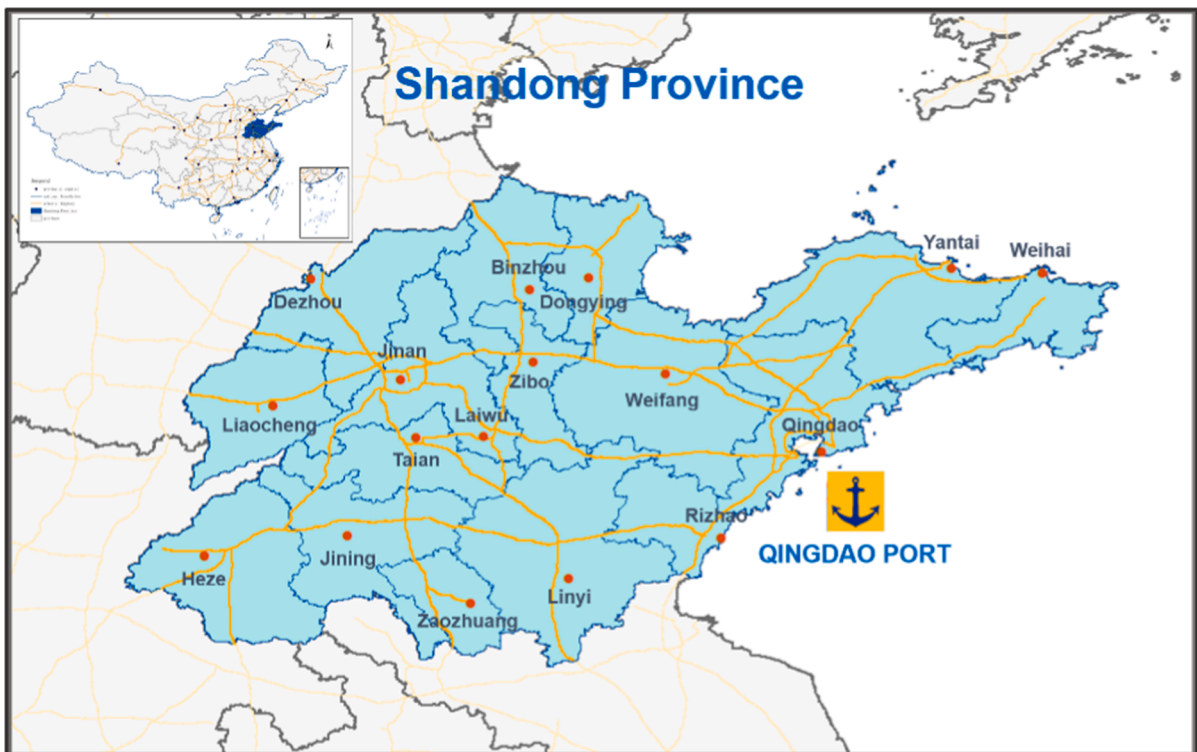 Shandong Province
Yantai
Weihai
Binzhou
Dezhou
Dongying
Jinan
Zibo
Weifang
Laiwu
Liaocheng
Qingdao
Taian
Rizhao
QINGDAO PORT
Jining
Heze
Linyi
Zaozhuang